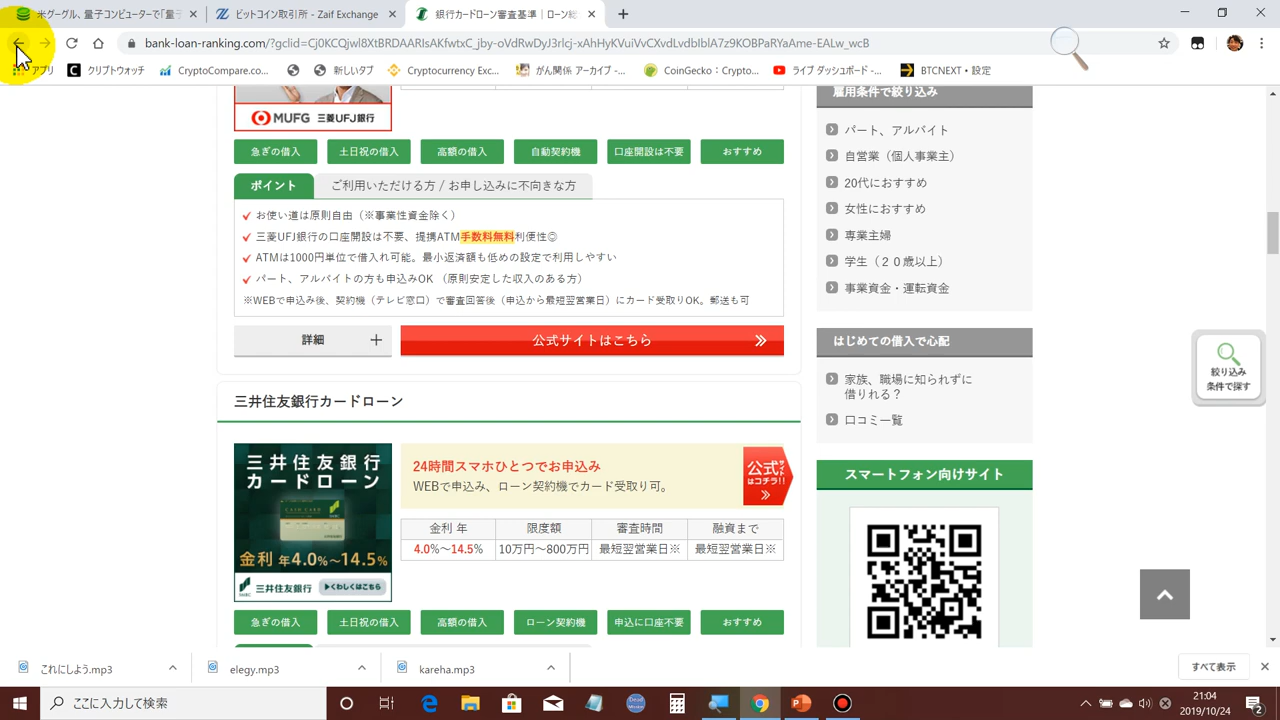 米グーグル、量子コンピュータで「量子
ビットコイン取引所 - Zaif Exchange
銀行カードローン審査基準｜ローン総
bank-loan-ranking.com/?gclid=Cj0KCQjwl8XtBRDAARIsAKfwtxC_jby
アプリ
クリプトウォッチ
CryptoCompare.co...
新しいタブ
Cryptocurrency Exc...
がん関係 アーカイブ -...
CoinGecko：Crypto...
ライブ ダッシュボード -...
BTCNEXT・設定
MUFG 三菱UFJ銀行
急ぎの借入
土日祝の借入
高額の借入
自動契約機
口座開設は不要
おすすめ
ポイント
ご利用いただける方 / お申し込みに不向きな方
お使い道は原則自由（※事業性資金除く）
三菱UFJ銀行の口座開設は不要、提携ATM手数料無料利便性◎
ATMは1000円単位で借入れ可能。最小返済額も低めの設定で利用しやすい
パート、アルバイトの方も申込みOK （原則安定した収入のある方）
※WEBで申込み後、契約機（テレビ窓口）で審査回答後（申込から最短翌営業日）にカード受取りOK。郵送も可
詳細
公式サイトはこちら
三井住友銀行カードローン
三井住友銀行
カードローン
CASH CARD
金利 年4.0%～14.5%
三井住友銀行
▶くわしくはこちら
24時間スマホひとつでお申込み
WEBで申込み、ローン契約機でカード受取り可。
公式サイト
はコチラ!!
金利 年
限度額
審査時間
融資まで
4.0%～14.5%
10万円～800万円
最短翌営業日※
最短翌営業日※
急ぎの借入
土日祝の借入
高額の借入
ローン契約機
申込に口座不要
おすすめ
雇用条件で絞り込み
パート、アルバイト
自営業（個人事業主）
20代におすすめ
女性におすすめ
専業主婦
学生（２０歳以上）
事業資金・運転資金
はじめての借入で心配
家族、職場に知られずに
借りれる？
口コミ一覧
スマートフォン向けサイト
絞り込み
条件で探す
これにしよう.mp3
elegy.mp3
kareha.mp3
すべて表示
ここに入力して検索
21:04
2019/10/24
2